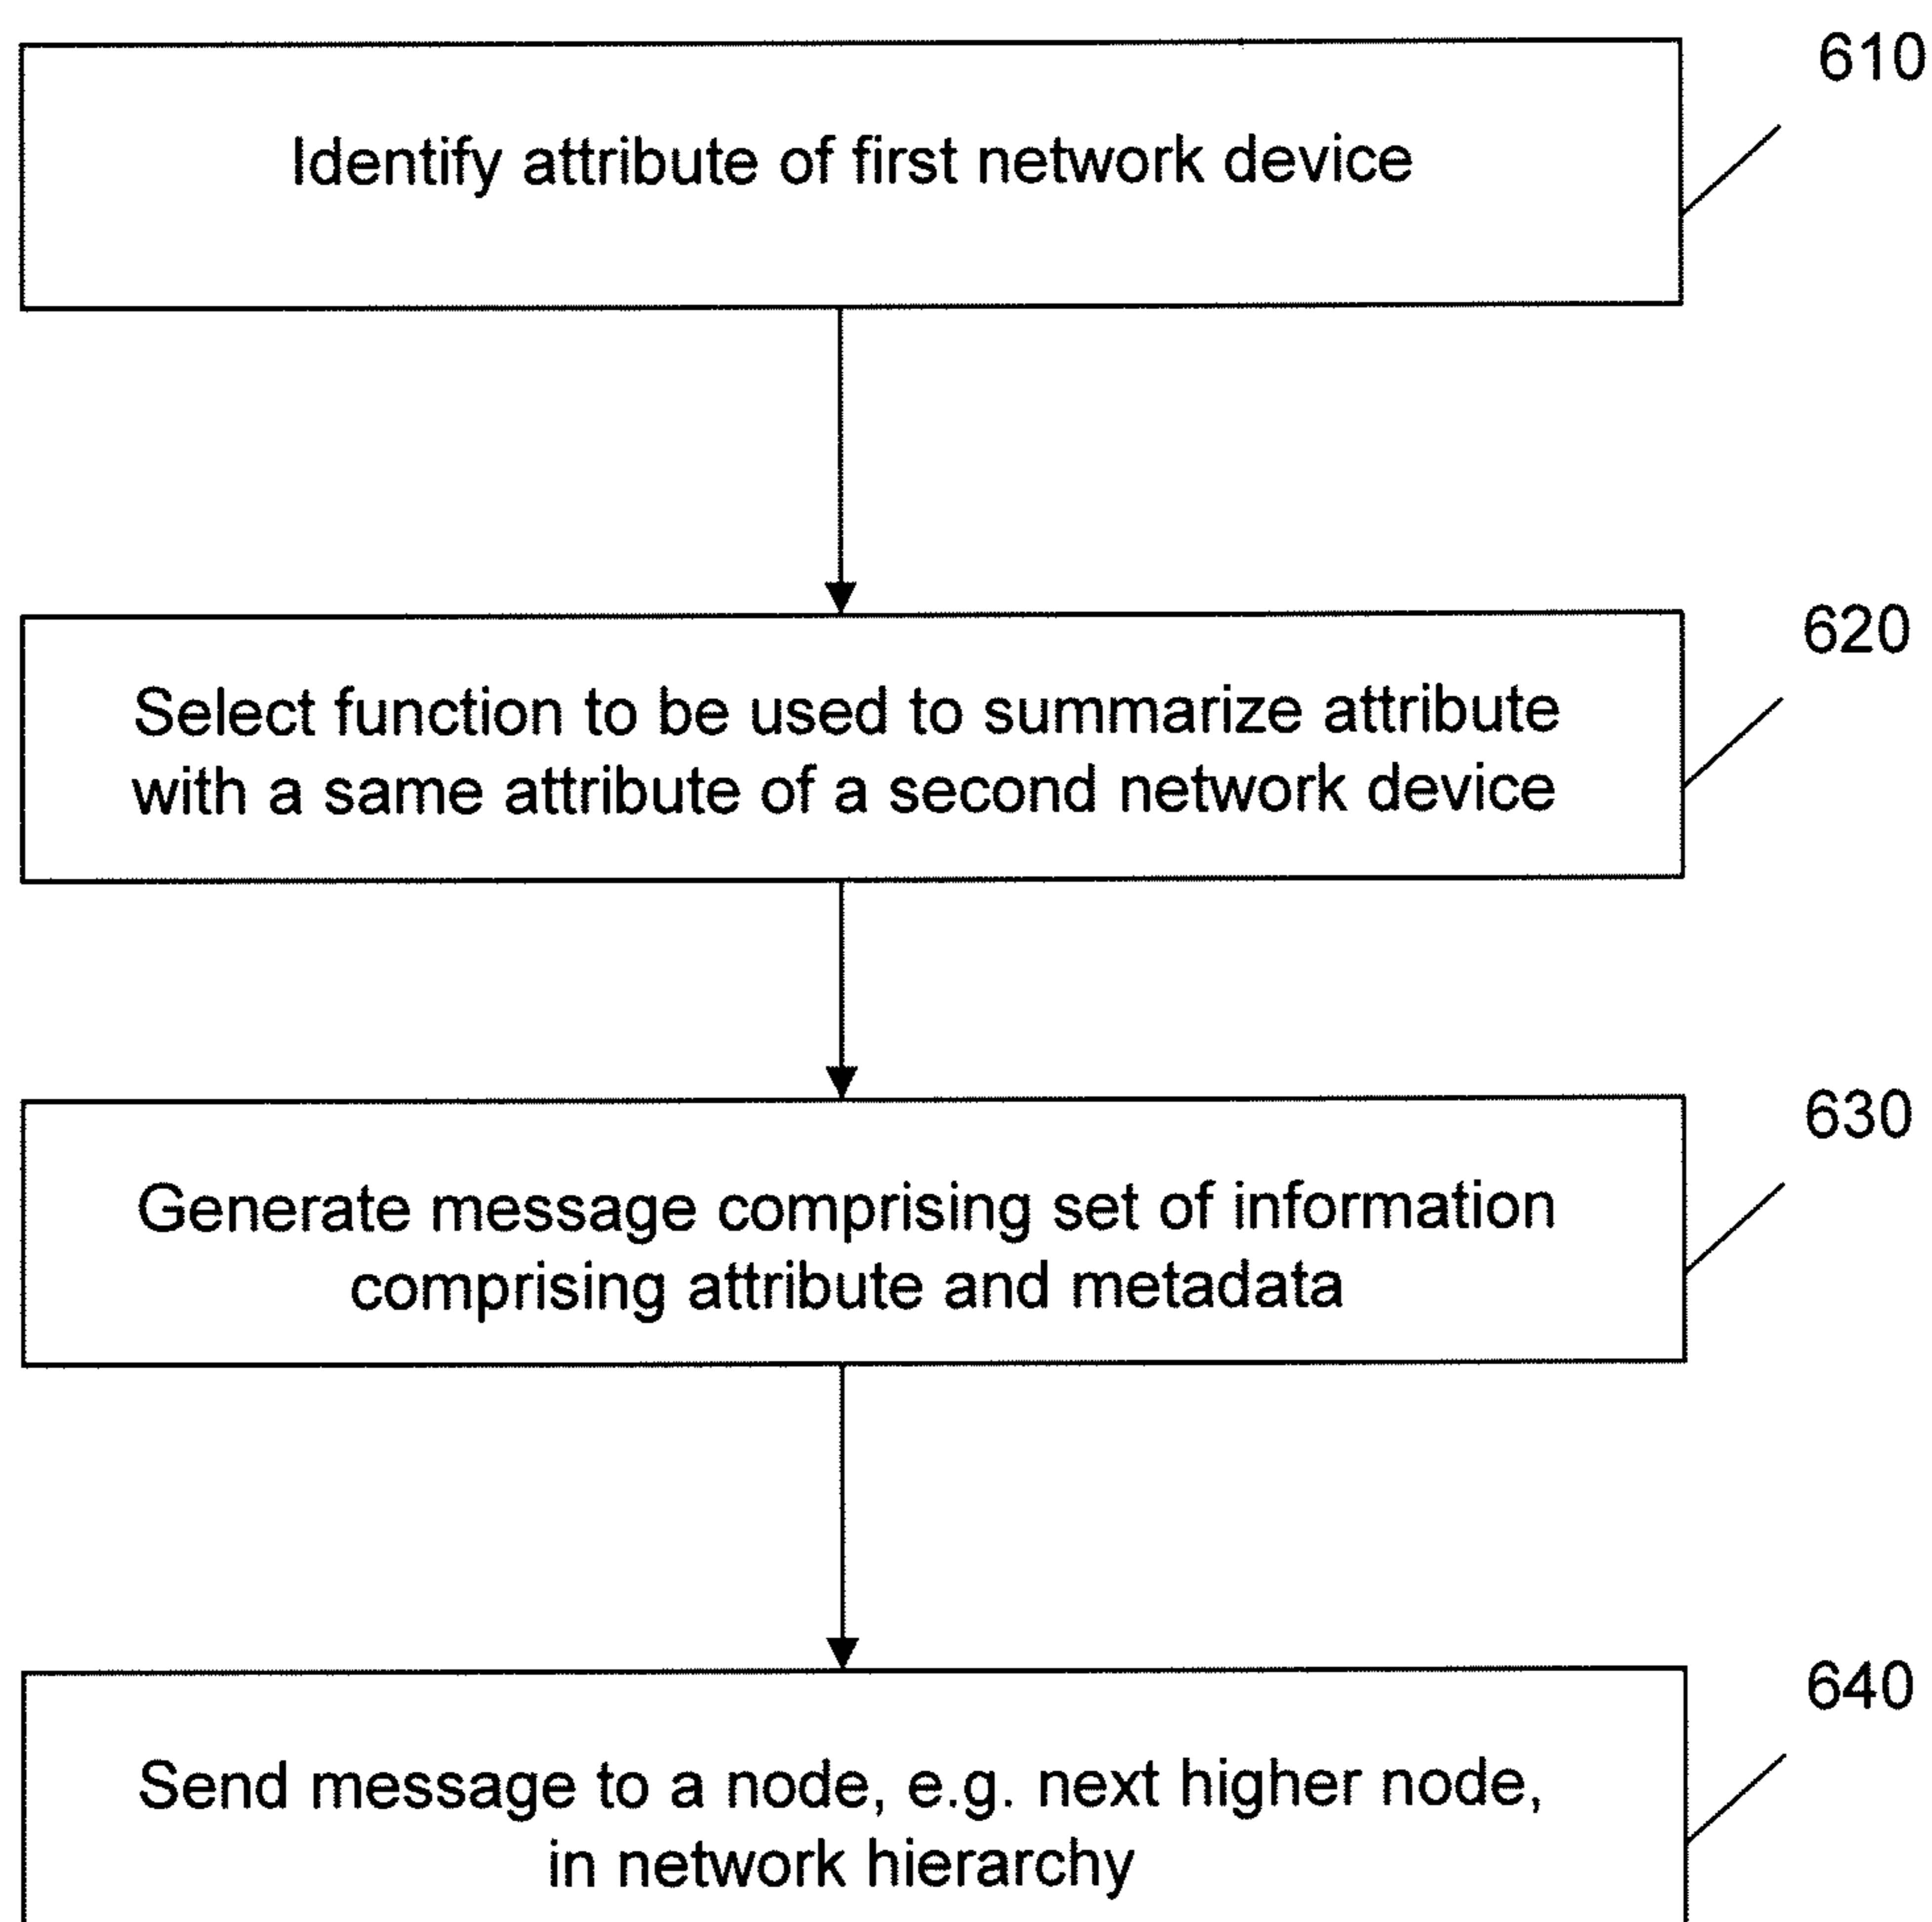 610
Identify attribute of first network device
620
Select function to be used to summarize attribute
with a same attribute of a second network device
630
Generate message comprising set of information
comprising attribute and metadata
640
Send message to a node, e.g. next higher node,
in network hierarchy